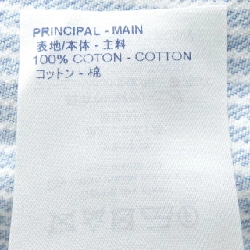 PRINCIPAL - MAIN
表地/本体 - 主料
100% COTON - COTTON
コットン - 棉